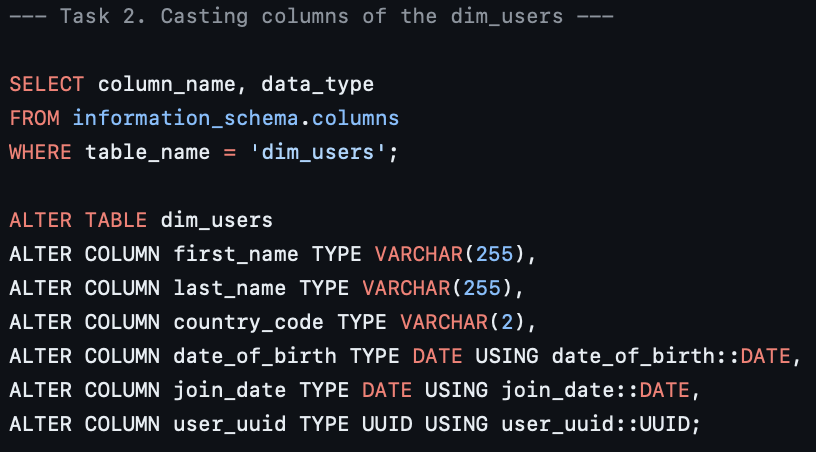 --- Task 2. Casting columns of the dim_users ---
SELECT column_name, data_type
FROM information_schema.columns
WHERE table_name = 'dim_users';
ALTER TABLE dim_users
ALTER COLUMN first_name TYPE VARCHAR(255),
ALTER COLUMN last_name TYPE VARCHAR(255),
ALTER COLUMN country_code TYPE VARCHAR(2),
ALTER COLUMN date_of_birth TYPE DATE USING date_of_birth::DATE,
ALTER COLUMN join_date TYPE DATE USING join_date::DATE,
ALTER COLUMN user_uuid TYPE UUID USING user_uuid::UUID;